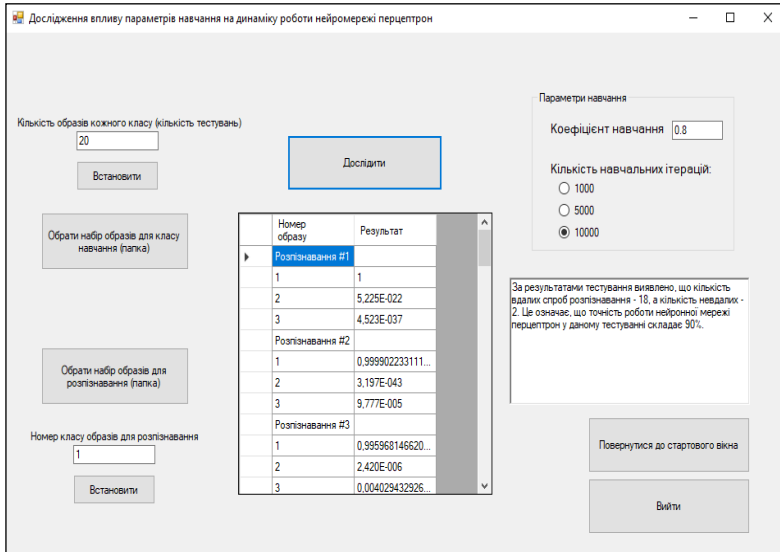 Дослідження впливу параметрів навчання на динаміку роботи нейромережі перцептрон
Кількість образів кожного класу (кількість тестувань)
20
Встановити
Обрати набір образів для класу
навчання (папка)
Обрати набір образів для
розпізнавання (папка)
Номер класу образів для розпізнавання
1
Встановити
Дослідити
Номер
образу
Результат
Розпізнавання #1
1 1
2 5,225E-022
3 4,523E-037
Розпізнавання #2
1 0,999902233111...
2 3,197E-043
3 9,777E-005
Розпізнавання #3
1 0,995968146620...
2 2,420E-006
3 0,004029432926...
Параметри навчання
Коефіцієнт навчання 0.8
Кількість навчальних ітерацій:
1000
5000
10000
За результатами тестування виявлено, що кількість
вдалих спроб розпізнавання - 18, а кількість невдалих -
2. Це означає, що точність роботи нейронної мережі
перцептрон у даному тестуванні складає 90%.
Повернутися до стартового вікна
Вийти